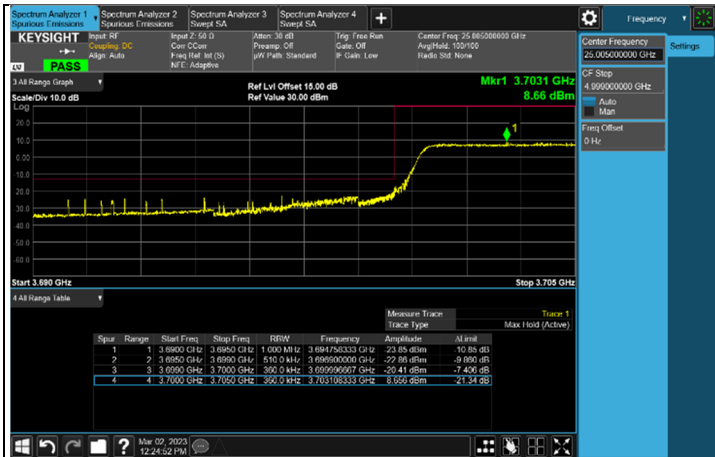 Spectrum Analyzer 1
Spurious Emissions
Spectrum Analyzer 2
Spurious Emissions
Spectrum Analyzer 3
Swept SA
Spectrum Analyzer 4
Swept SA
+
Frequency
KEYSIGHT
Input: RF
Coupling: DC
Align: Auto
Input Z: 50 Ω
Corr CCorr
Freq Ref: Int (S)
NFE: Adaptive
Atten: 30 dB
Preamp: Off
µW Path: Standard
Trig: Free Run
Gate: Off
IF Gain: Low
Center Freq: 25.005000000 GHz
Avg|Hold: 100/100
Radio Std: None
LXI
PASS
Center Frequency
25.005000000 GHz
Settings
CF Step
4.999000000 GHz
Auto
Man
Freq Offset
0 Hz
3 All Range Graph
Scale/Div 10.0 dB
Ref Lvl Offset 15.00 dB
Ref Value 30.00 dBm
Mkr1 3.7031 GHz
8.66 dBm
Log
20.0
10.0
0.00
-10.0
-20.0
-30.0
-40.0
-50.0
-60.0
1
Start 3.690 GHz
Stop 3.705 GHz
4 All Range Table
Measure Trace Trace 1
Trace Type Max Hold (Active)
Spur Range Start Freq Stop Freq RBW Frequency Amplitude ΔLimit
1 1 3.6900 GHz 3.6950 GHz 1.000 MHz 3.694758333 GHz -23.85 dBm -10.85 dB
2 2 3.6950 GHz 3.6990 GHz 510.0 kHz 3.696900000 GHz -22.86 dBm -9.860 dB
3 3 3.6990 GHz 3.7000 GHz 360.0 kHz 3.699996667 GHz -20.41 dBm -7.406 dB
4 4 3.7000 GHz 3.7050 GHz 360.0 kHz 3.703108333 GHz 8.656 dBm -21.34 dB
?
Mar 02, 2023
12:24:52 PM